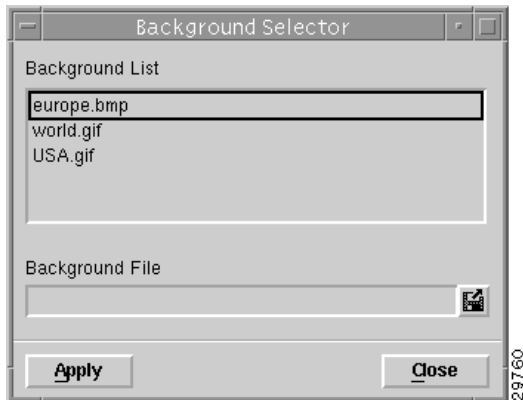 Background Selector
Background List
europe.bmp
world.gif
USA.gif
Background File
Apply
Close
29760